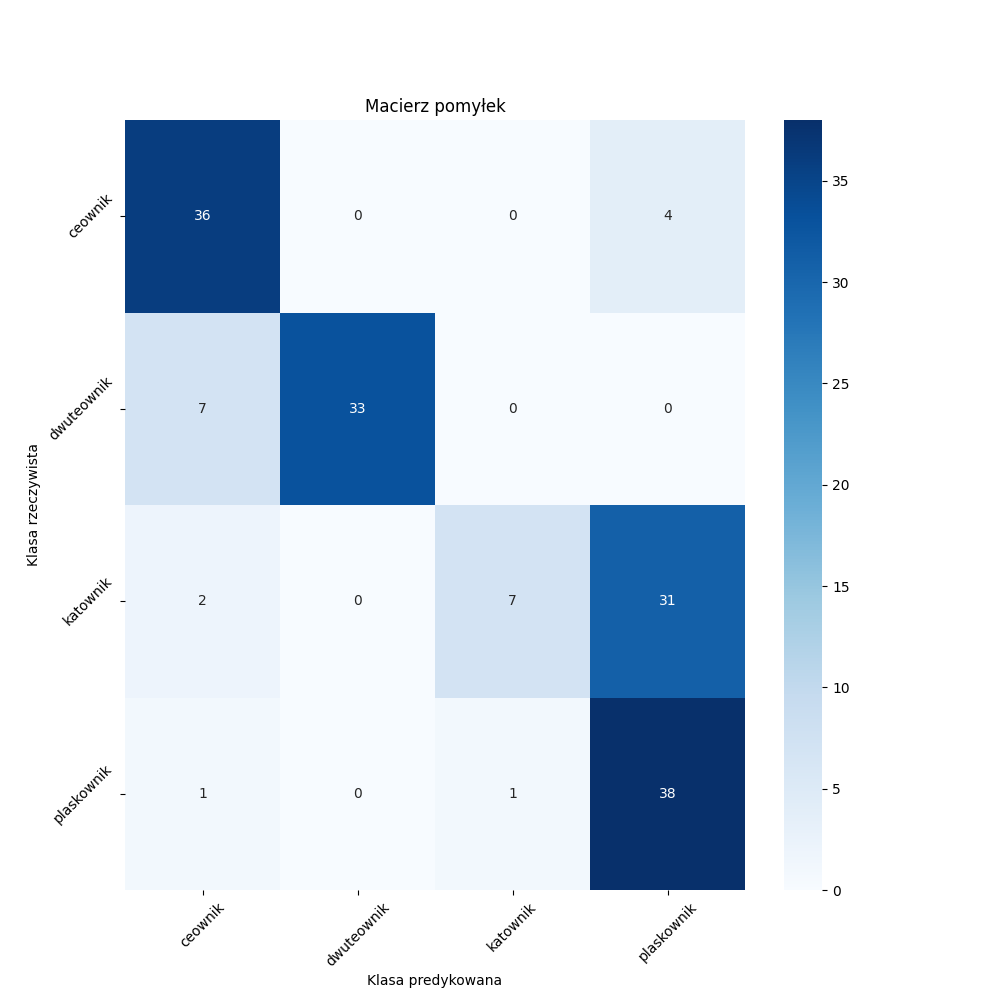 Macierz pomyłek
ceownik
36 0 0 4
dwuteownik
7 33 0 0
katownik
2 0 7 31
plaskownik
1 0 1 38
Klasa rzeczywista
ceownik dwuteownik katownik plaskownik
Klasa predykowana
35
30
25
20
15
10
5
0